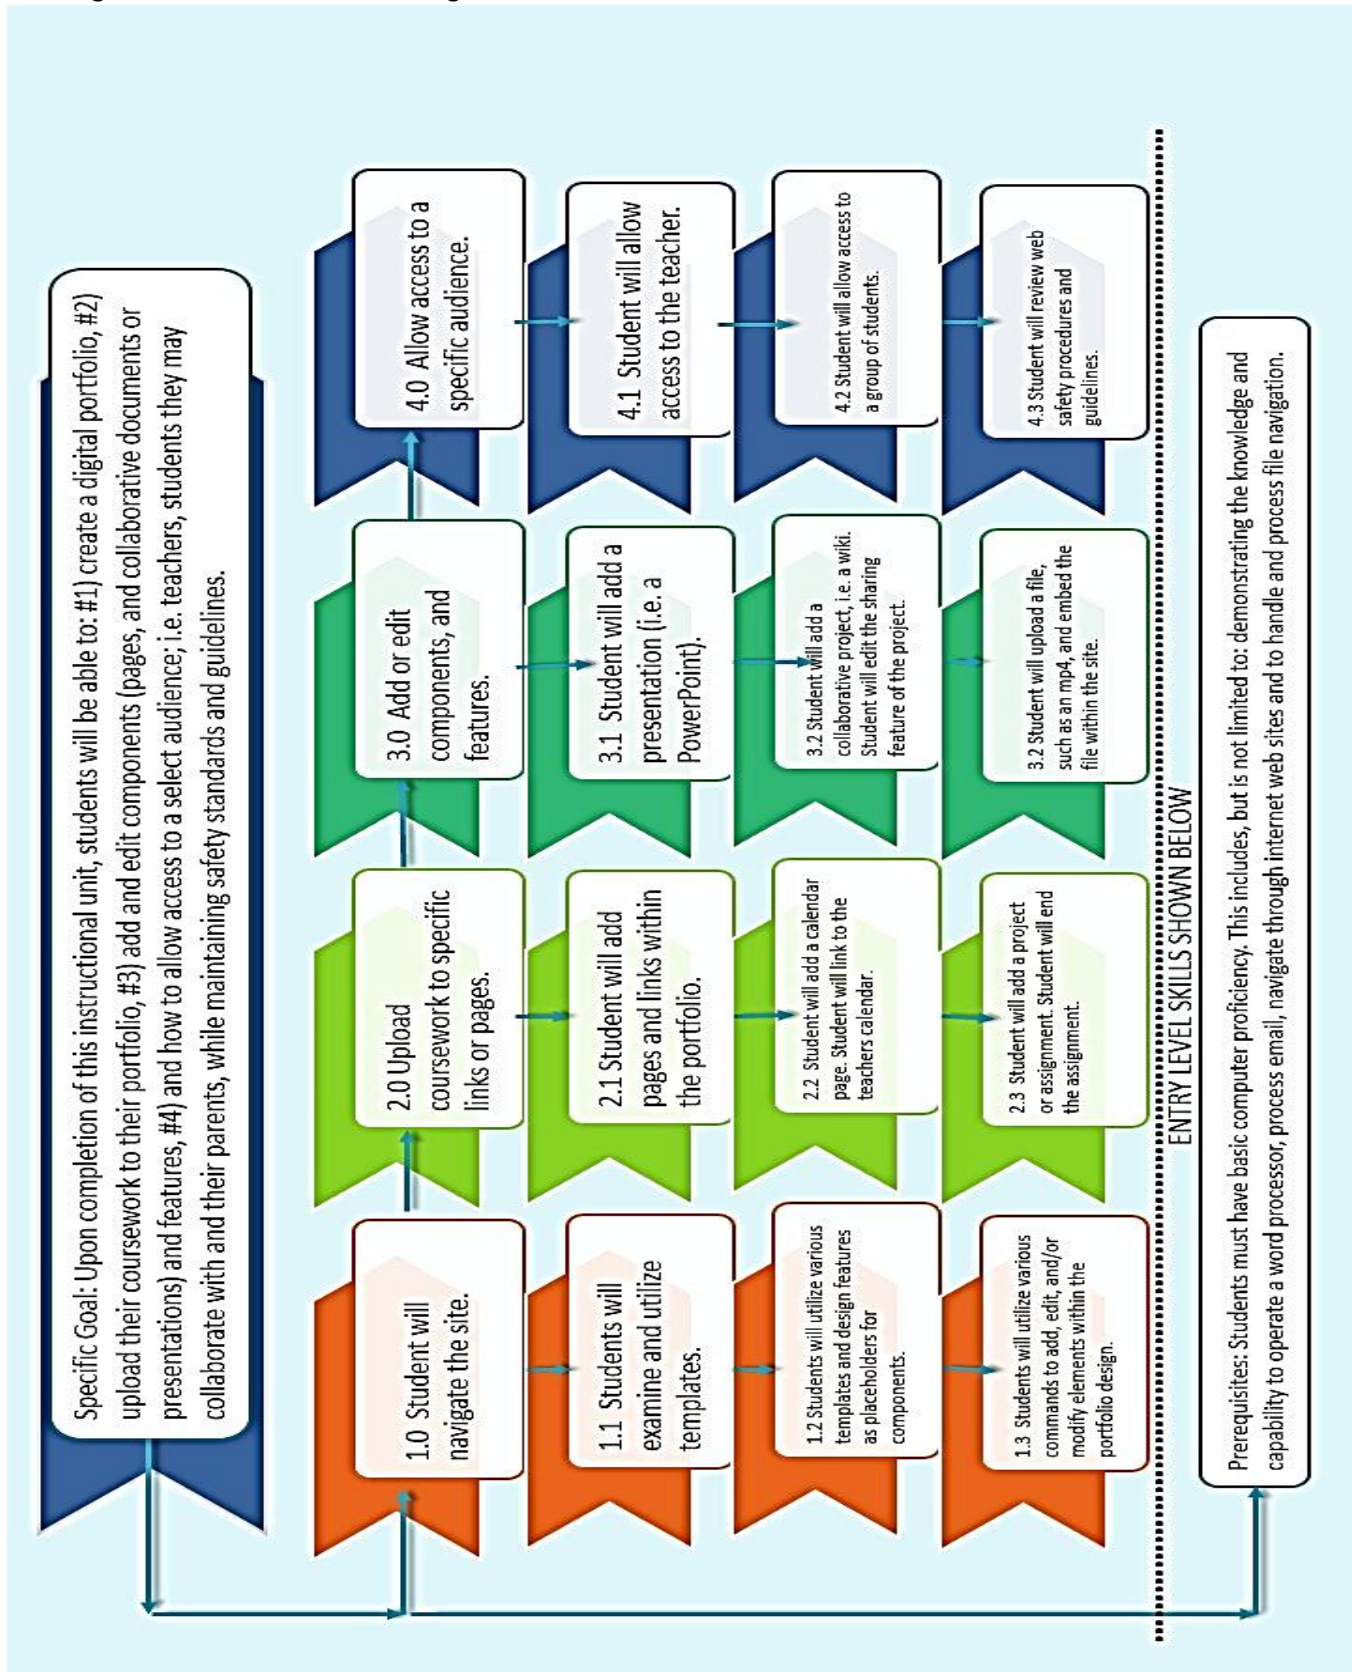 Specific Goal: Upon completion of this instructional unit, students will be able to: #1) create a digital portfolio, #2)
upload their coursework to their portfolio, #3) add and edit components (pages, and collaborative documents or
presentations) and features, #4) and how to allow access to a select audience; i.e. teachers, students they may
collaborate with and their parents, while maintaining safety standards and guidelines.
1.0 Student will
navigate the site.
2.0 Upload
coursework to specific
links or pages.
3.0 Add or edit
components, and
features.
4.0 Allow access to a
specific audience.
1.1 Students will
examine and utilize
templates.
2.1 Student will add
pages and links within
the portfolio.
3.1 Student will add a
presentation (i.e. a
PowerPoint).
4.1 Student will allow
access to the teacher.
1.2 Students will utilize various
templates and design features
as placeholders for
components.
2.2 Student will add a calendar
page. Student will link to the
teachers calendar.
3.2 Student will add a
collaborative project, i.e. a wiki.
Student will edit the sharing
feature of the project.
4.2 Student will allow access to
a group of students.
1.3 Students will utilize various
commands to add, edit, and/or
modify elements within the
portfolio design.
2.3 Student will add a project
or assignment. Student will end
the assignment.
3.2 Student will upload a file,
such as an mp4, and embed the
file within the site.
4.3 Student will review web
safety procedures and
guidelines.
ENTRY LEVEL SKILLS SHOWN BELOW
Prerequisites: Students must have basic computer proficiency. This includes, but is not limited to: demonstrating the knowledge and
capability to operate a word processor, process email, navigate through internet web sites and to handle and process file navigation.